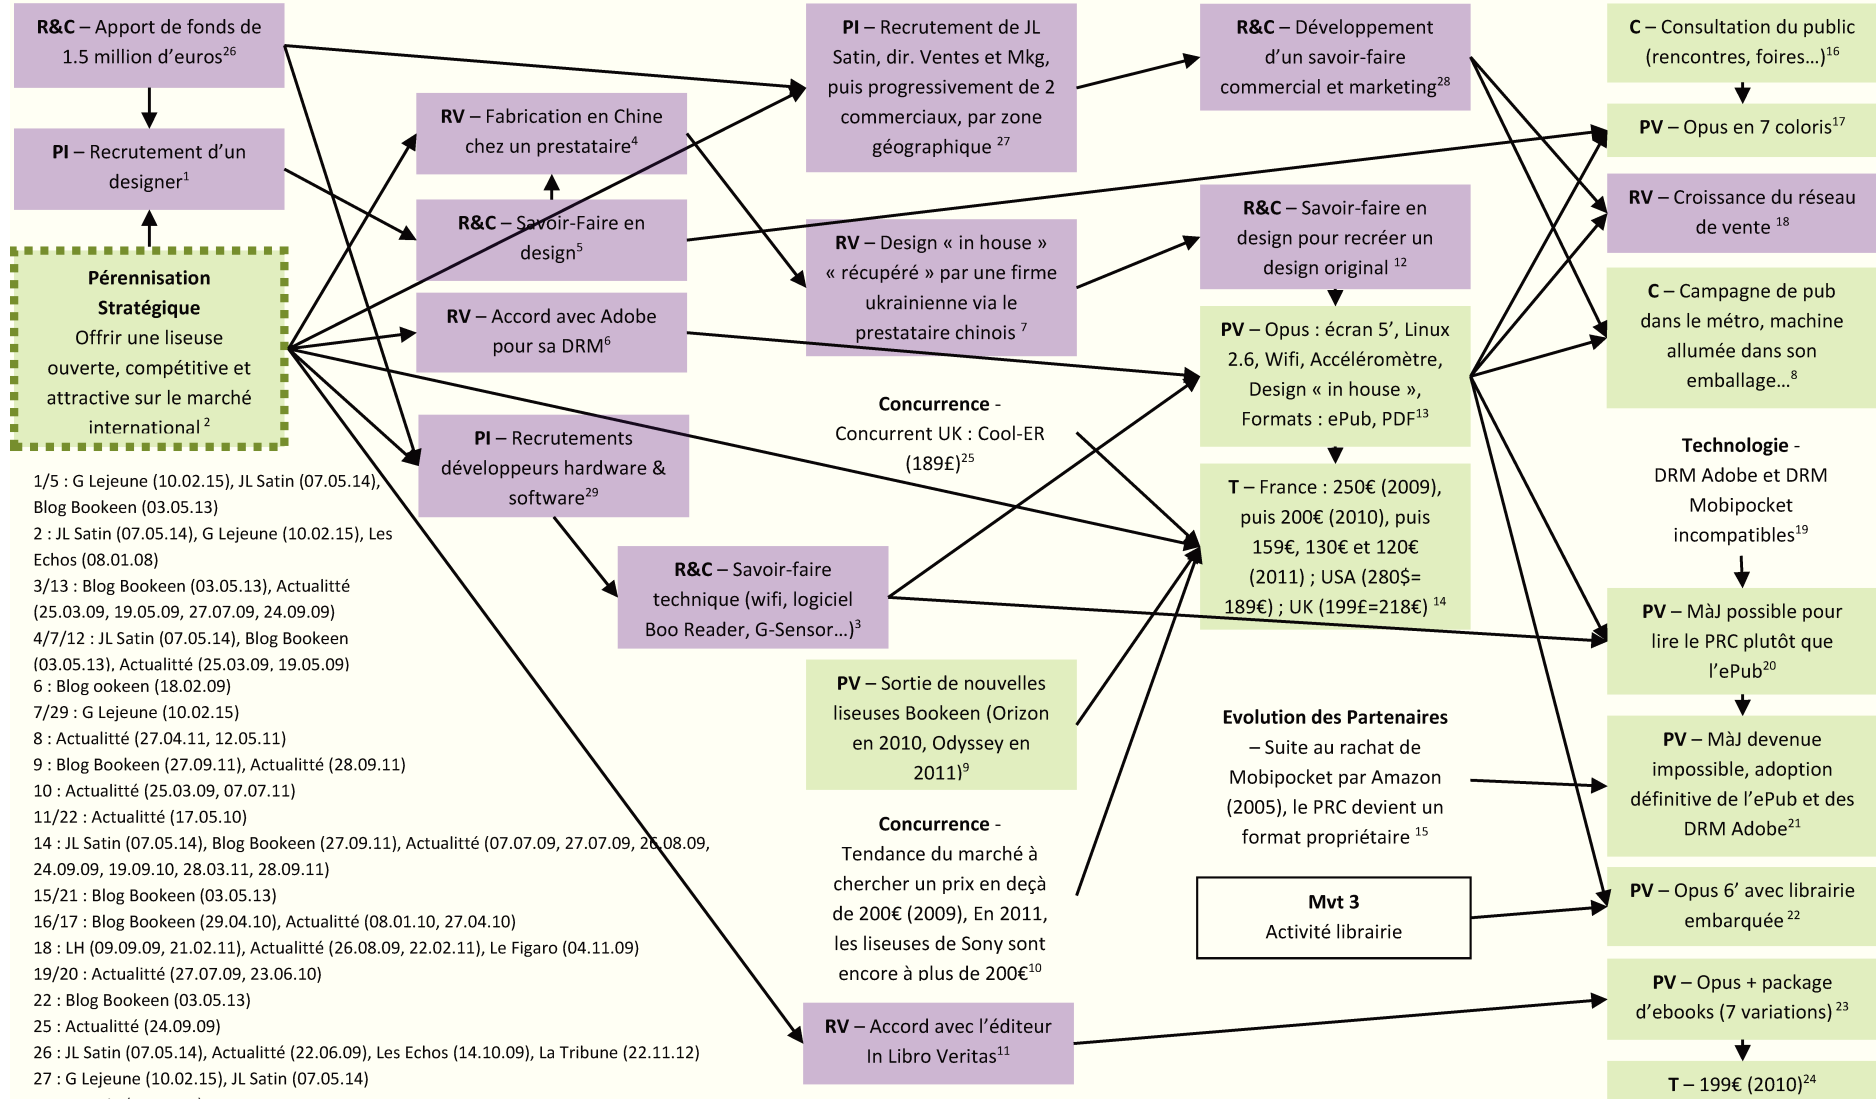 R&C – Apport de fonds de
1.5 million d’euros26
PI – Recrutement d’un
designer1
Pérennisation
Stratégique
Offrir une liseuse
ouverte, compétitive et
attractive sur le marché
international 2
RV – Fabrication en Chine
chez un prestataire4
R&C – Savoir-Faire en
design5
RV – Accord avec Adobe
pour sa DRM6
PI – Recrutements
développeurs hardware &
software29
R&C – Savoir-faire
technique (wifi, logiciel
Boo Reader, G-Sensor…)3
PI – Recrutement de JL
Satin, dir. Ventes et Mkg,
puis progressivement de 2
commerciaux, par zone
géographique 27
RV – Design « in house »
« récupéré » par une firme
ukrainienne via le
prestataire chinois 7
Concurrence -
Concurrent UK : Cool-ER
(189£)25
PV – Sortie de nouvelles
liseuses Bookeen (Orizon
en 2010, Odyssey en
2011)9
Concurrence -
Tendance du marché à
chercher un prix en deçà
de 200€ (2009), En 2011,
les liseuses de Sony sont
encore à plus de 200€10
RV – Accord avec l’éditeur
In Libro Veritas11
R&C – Développement
d’un savoir-faire
commercial et marketing28
R&C – Savoir-faire en
design pour recréer un
design original 12
PV – Opus : écran 5’, Linux
2.6, Wifi, Accéléromètre,
Design « in house »,
Formats : ePub, PDF13
T – France : 250€ (2009),
puis 200€ (2010), puis
159€, 130€ et 120€
(2011) ; USA (280$=
189€) ; UK (199£=218€) 14
Evolution des Partenaires
– Suite au rachat de
Mobipocket par Amazon
(2005), le PRC devient un
format propriétaire 15
Mvt 3
Activité librairie
C – Consultation du public
(rencontres, foires…)16
PV – Opus en 7 coloris17
RV – Croissance du réseau
de vente 18
C – Campagne de pub
dans le métro, machine
allumée dans son
emballage…8
Technologie -
DRM Adobe et DRM
Mobipocket
incompatibles19
PV – MàJ possible pour
lire le PRC plutôt que
l’ePub20
PV – MàJ devenue
impossible, adoption
définitive de l’ePub et des
DRM Adobe21
PV – Opus 6’ avec librairie
embarquée 22
PV – Opus + package
d’ebooks (7 variations) 23
T – 199€ (2010)24
1/5 : G Lejeune (10.02.15), JL Satin (07.05.14),
Blog Bookeen (03.05.13)
2 : JL Satin (07.05.14), G Lejeune (10.02.15), Les
Echos (08.01.08)
3/13 : Blog Bookeen (03.05.13), Actualitté
(25.03.09, 19.05.09, 27.07.09, 24.09.09)
4/7/12 : JL Satin (07.05.14), Blog Bookeen
(03.05.13), Actualitté (25.03.09, 19.05.09)
6 : Blog ookeen (18.02.09)
7/29 : G Lejeune (10.02.15)
8 : Actualitté (27.04.11, 12.05.11)
9 : Blog Bookeen (27.09.11), Actualitté (28.09.11)
10 : Actualitté (25.03.09, 07.07.11)
11/22 : Actualitté (17.05.10)
14 : JL Satin (07.05.14), Blog Bookeen (27.09.11), Actualitté (07.07.09, 27.07.09, 26.08.09,
24.09.09, 19.09.10, 28.03.11, 28.09.11)
15/21 : Blog Bookeen (03.05.13)
16/17 : Blog Bookeen (29.04.10), Actualitté (08.01.10, 27.04.10)
18 : LH (09.09.09, 21.02.11), Actualitté (26.08.09, 22.02.11), Le Figaro (04.11.09)
19/20 : Actualitté (27.07.09, 23.06.10)
22 : Blog Bookeen (03.05.13)
25 : Actualitté (24.09.09)
26 : JL Satin (07.05.14), Actualitté (22.06.09), Les Echos (14.10.09), La Tribune (22.11.12)
27 : G Lejeune (10.02.15), JL Satin (07.05.14)